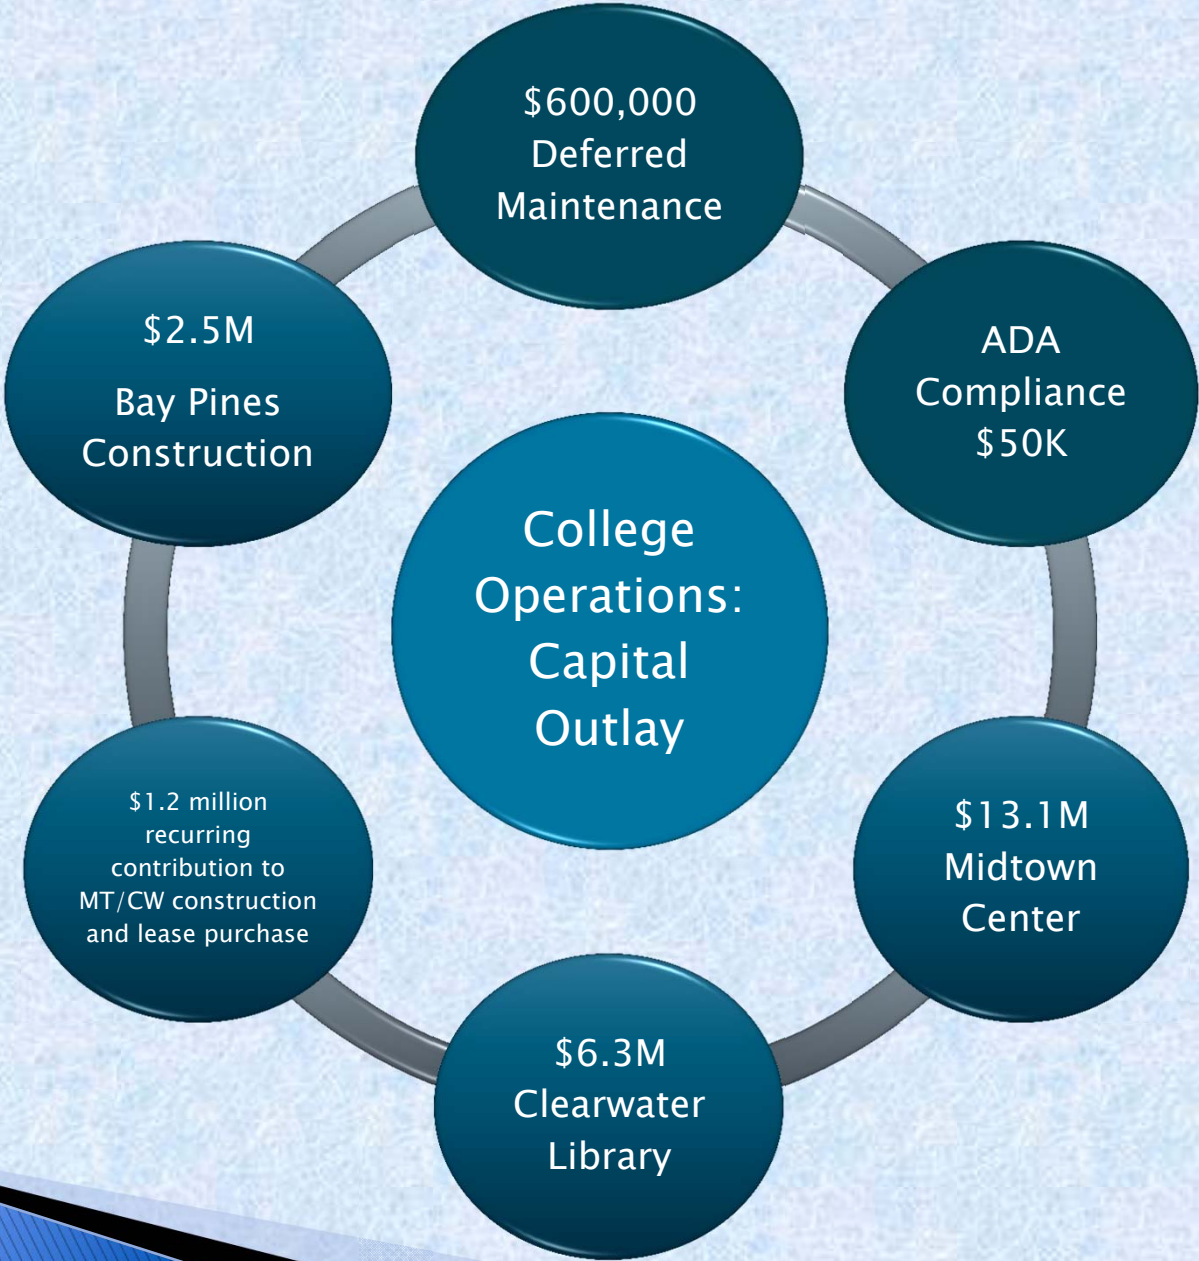 $600,000
Deferred
Maintenance
ADA
Compliance
$50K
$13.1M
Midtown
Center
$6.3M
Clearwater
Library
$1.2 million
recurring
contribution to
MT/CW construction
and lease purchase
$2.5M
Bay Pines
Construction
College
Operations:
Capital
Outlay